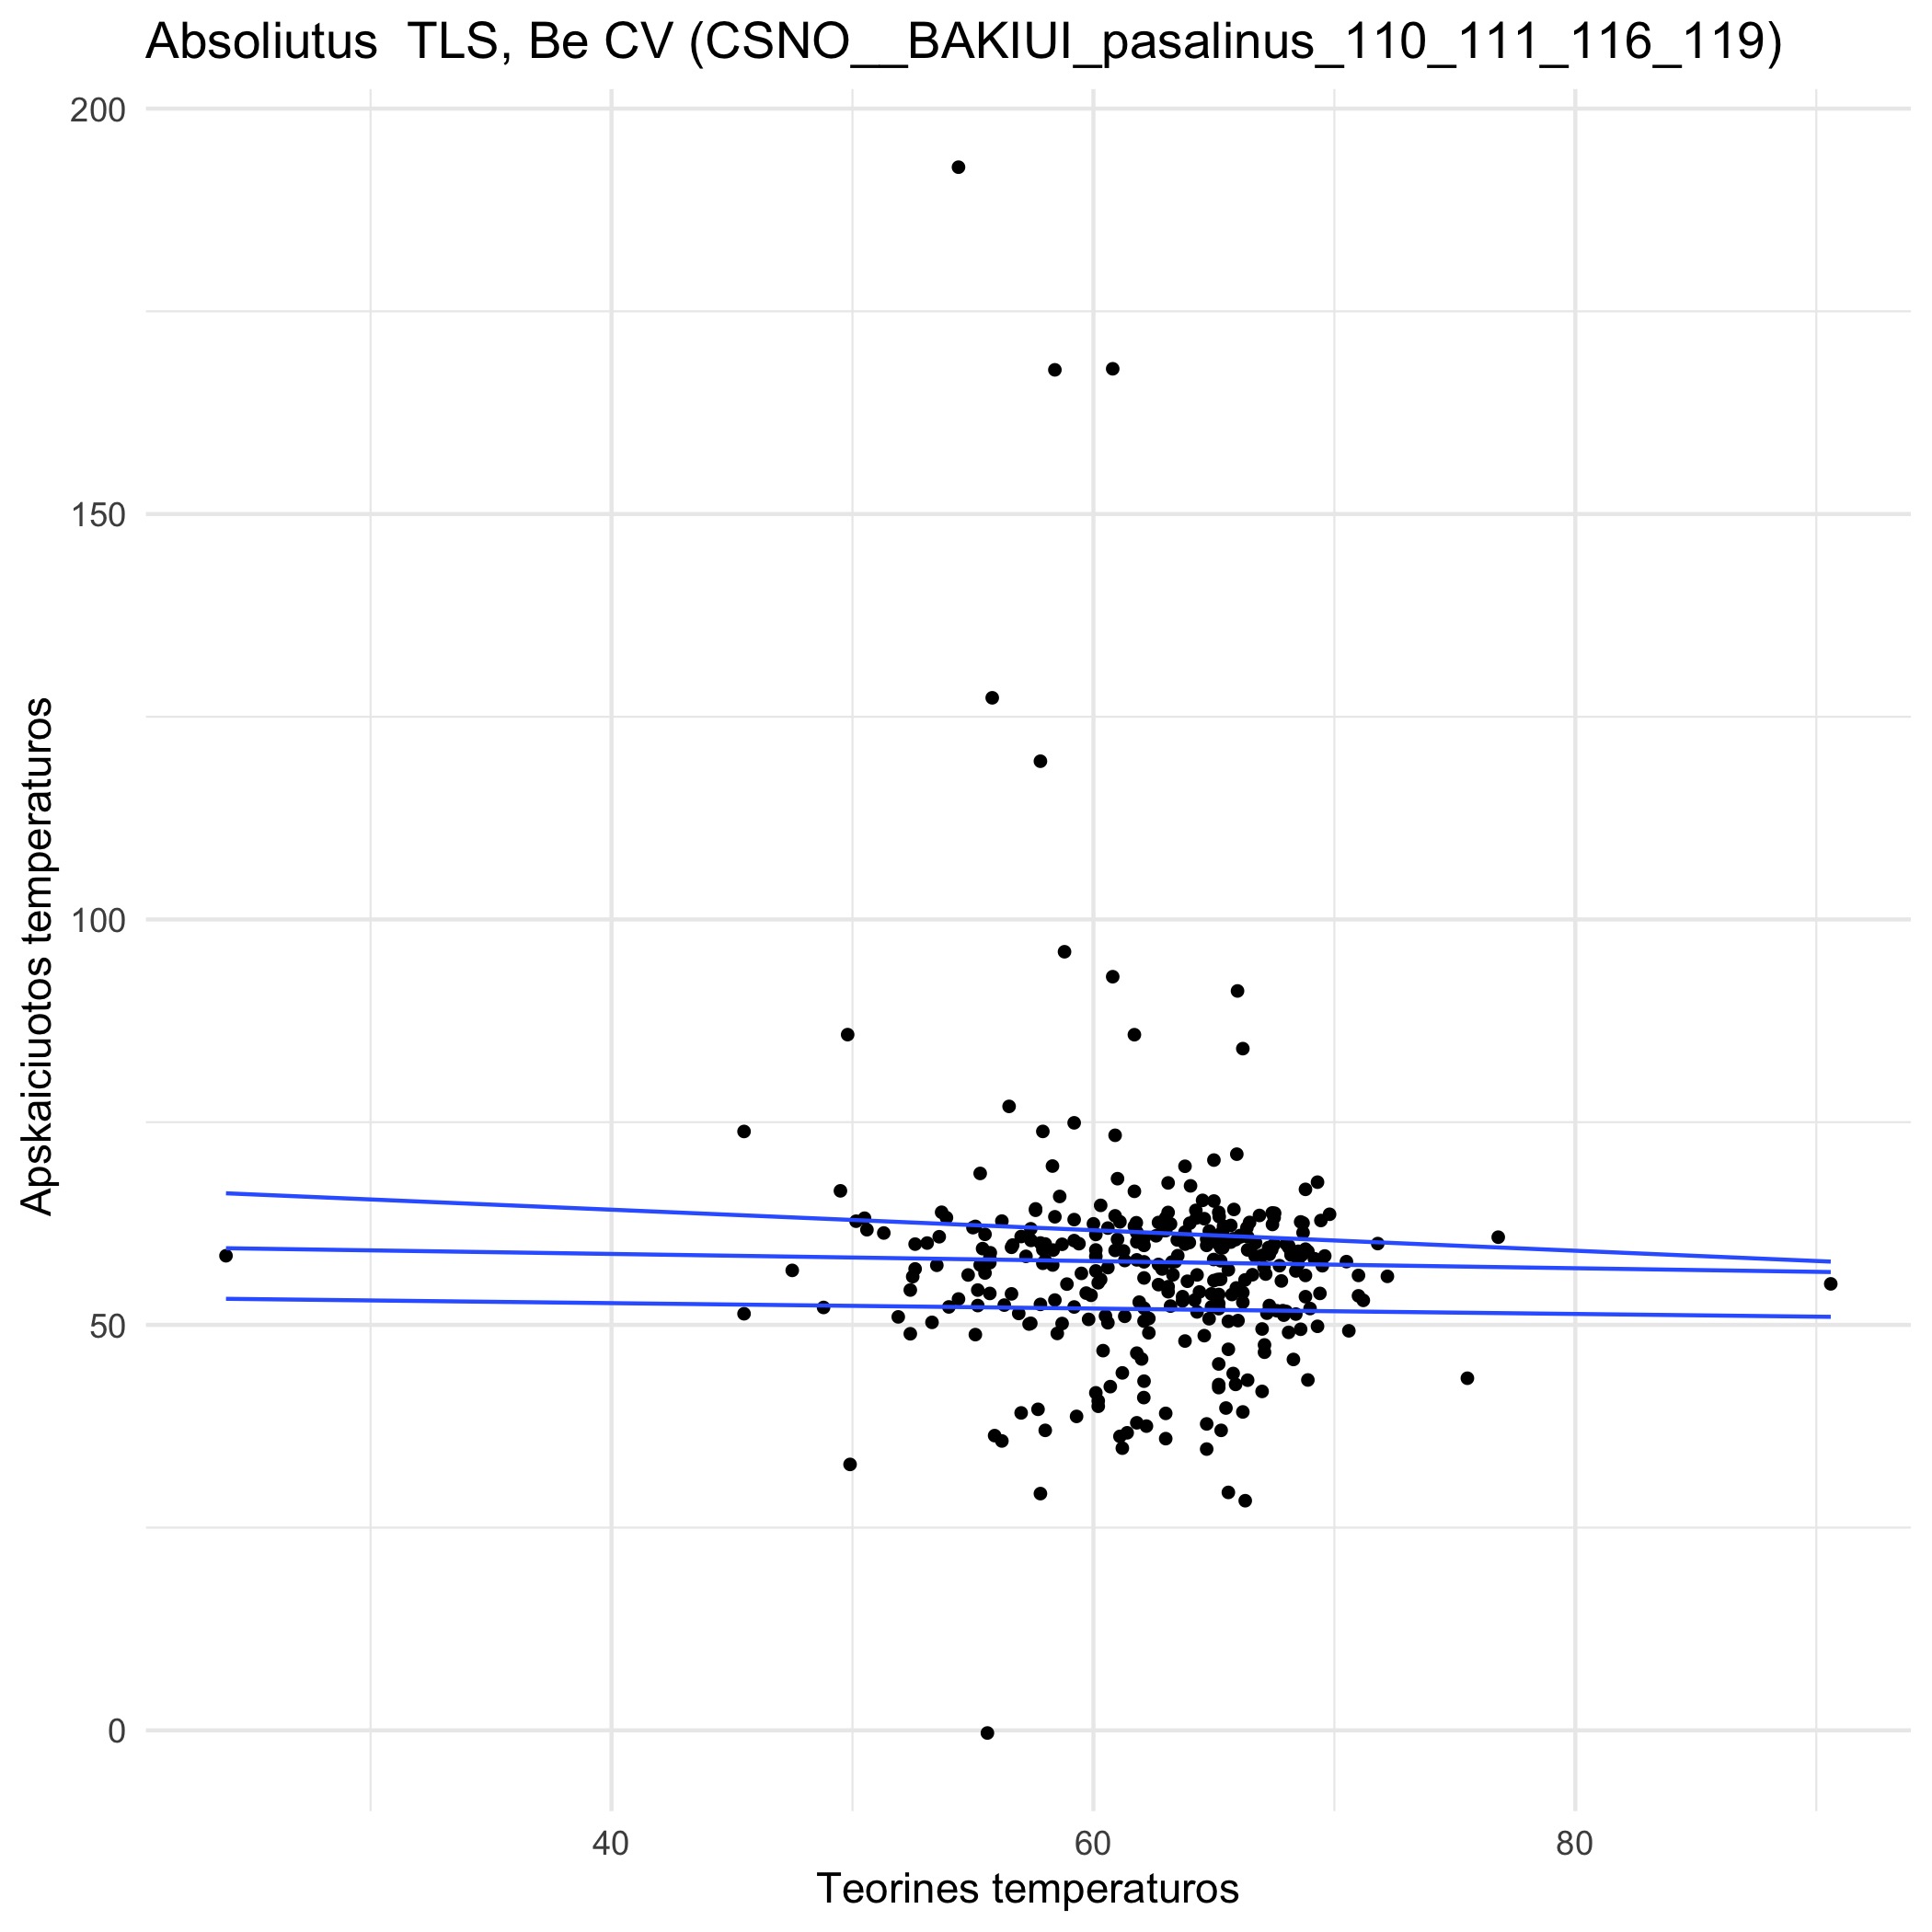 Absoliutus  TLS, Be CV (CSNO__BAKIUI_pasalinus_110_111_116_119)
200
150
100
50
0
Apskaiciuotos temperaturos
40 60 80
Teorines temperaturos